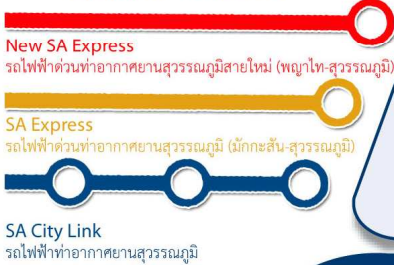 New SA Express
รถไฟฟ้าด่วนท่าอากาศยานสุวรรณภูมิสายใหม่ (พญาไท-สุวรรณภูมิ)
SA Express
รถไฟฟ้าด่วนท่าอากาศยานสุวรรณภูมิ (มักกะสัน-สุวรรณภูมิ)
SA City Link
รถไฟฟ้าท่าอากาศยานสุวรรณภูมิ